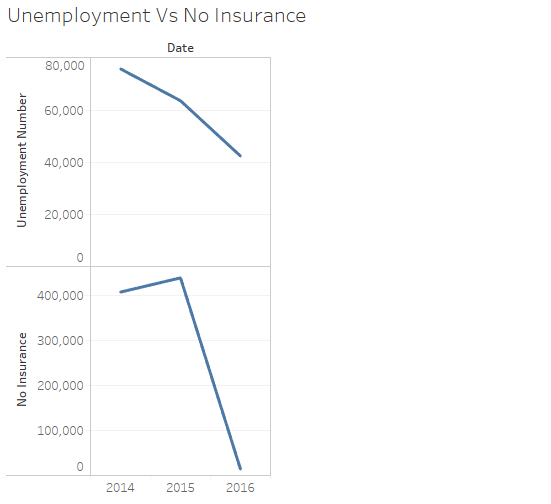 Unemployment Vs No Insurance
Date
80,000
60,000
40,000
20,000
0
Unemployment Number
400,000
300,000
200,000
100,000
0
No Insurance
2014 2015 2016